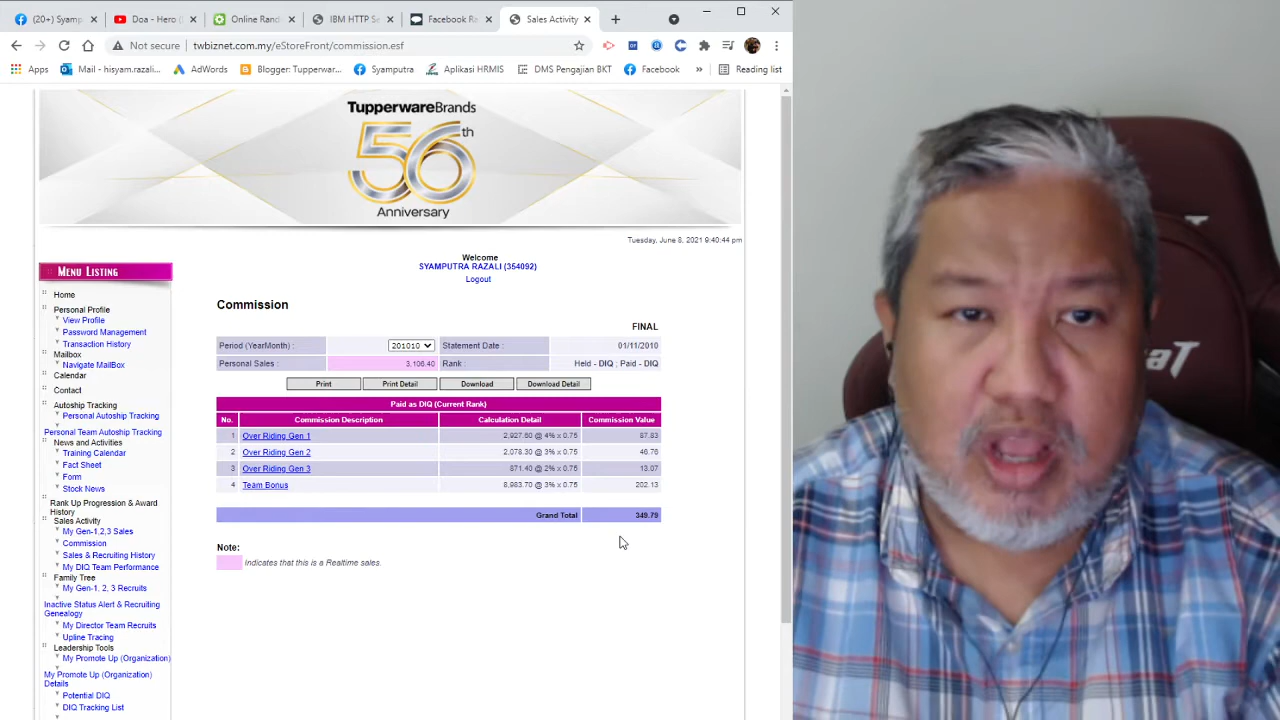 (20+) Syamp
Doa - Hero (
Online Rand
IBM HTTP Se
Facebook Ra
Sales Activity
Not secure
twbiznet.com.my/eStoreFront/commission.esf
Apps
Mail - hisyam.razali...
AdWords
Blogger: Tupperwar...
Syamputra
Aplikasi HRMIS
DMS Pengajian BKT
Facebook
»
Reading list
TupperwareBrands
56th
Anniversary
Tuesday, June 8, 2021 9:40:44 pm
Welcome
SYAMPUTRA RAZALI (354092)
Logout
MENU LISTING
Home
Personal Profile
View Profile
Password Management
Transaction History
Mailbox
Navigate MailBox
Calendar
Contact
Autoship Tracking
Personal Autoship Tracking
Personal Team Autoship Tracking
News and Activities
Training Calendar
Fact Sheet
Form
Stock News
Rank Up Progression & Award
History
Sales Activity
My Gen-1,2,3 Sales
Commission
Sales & Recruiting History
My DIQ Team Performance
Family Tree
My Gen-1, 2, 3 Recruits
Inactive Status Alert & Recruiting
Genealogy
My Director Team Recruits
Upline Tracing
Leadership Tools
My Promote Up (Organization)
My Promote Up (Organization)
Details
Potential DIQ
DIQ Tracking List
Commission
FINAL
Period (YearMonth) : 201010 Statement Date : 01/11/2010
Personal Sales : 3,106.40 Rank : Held - DIQ ; Paid - DIQ
Print Print Detail Download Download Detail
Paid as DIQ (Current Rank)
No. Commission Description Calculation Detail Commission Value
1 Over Riding Gen 1 2,927.60 @ 4% x 0.75 87.83
2 Over Riding Gen 2 2,078.30 @ 3% x 0.75 46.76
3 Over Riding Gen 3 871.40 @ 2% x 0.75 13.07
4 Team Bonus 8,983.70 @ 3% x 0.75 202.13
Grand Total 349.79
Note:
Indicates that this is a Realtime sales.